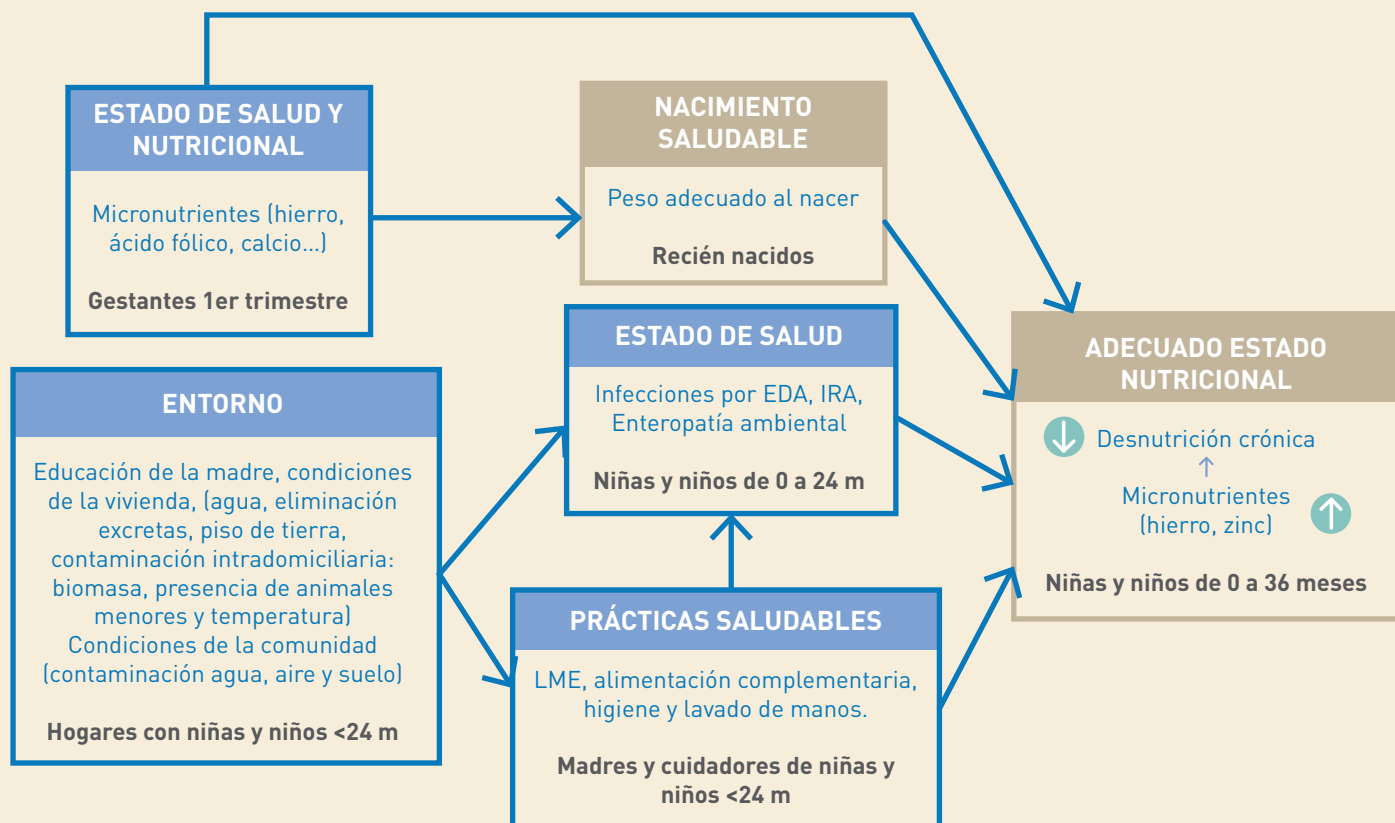 ESTADO DE SALUD Y
NUTRICIONAL
Micronutrientes (hierro,
ácido fólico, calcio...)
Gestantes 1er trimestre
NACIMIENTO
SALUDABLE
Peso adecuado al nacer
Recién nacidos
ENTORNO
Educación de la madre, condiciones
de la vivienda, (agua, eliminación
excretas, piso de tierra,
contaminación intradomiciliaria:
biomasa, presencia de animales
menores y temperatura)
Condiciones de la comunidad
(contaminación agua, aire y suelo)
Hogares con niñas y niños <24 m
ESTADO DE SALUD
Infecciones por EDA, IRA,
Enteropatía ambiental
Niñas y niños de 0 a 24 m
PRÁCTICAS SALUDABLES
LME, alimentación complementaria,
higiene y lavado de manos.
Madres y cuidadores de niñas y
niños <24 m
ADECUADO ESTADO
NUTRICIONAL
Desnutrición crónica
Micronutrientes
(hierro, zinc)
Niñas y niños de 0 a 36 meses